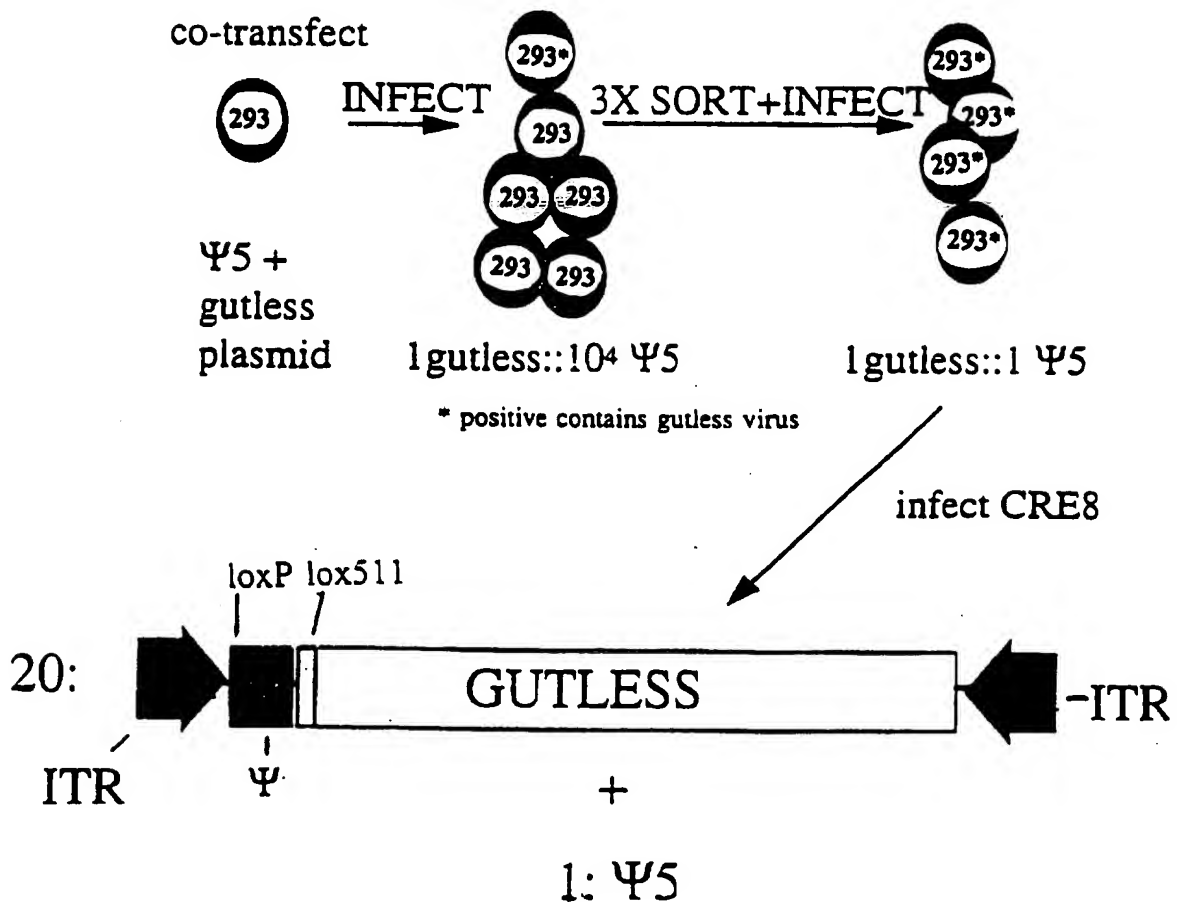 co-transfect
293
INFECT
293*
293
293 293
293 293
3X SORT+INFECT
293*
293*
293*
293*
Ψ5 +
gutless
plasmid
1gutless::10⁴ Ψ5
1gutless::1 Ψ5
* positive contains gutless virus
infect CRE8
loxP lox511
20:
GUTLESS
-ITR
ITR
Ψ
+
1: Ψ5